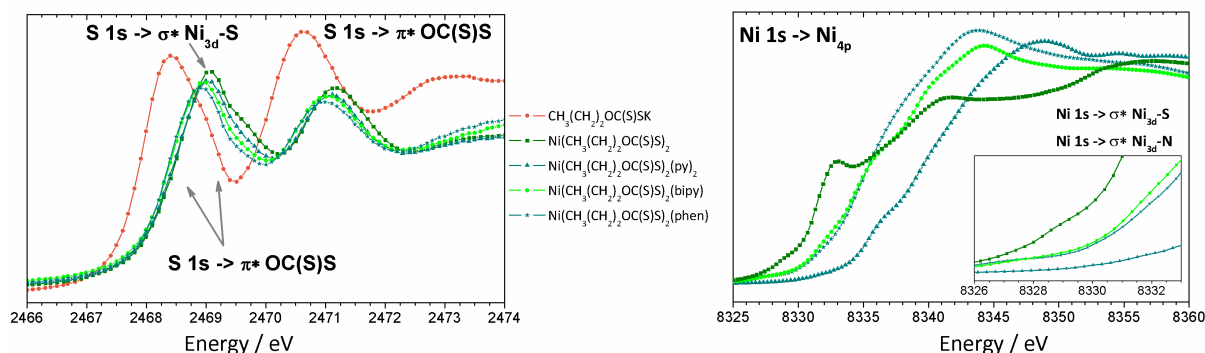 S 1s -> σ* Ni3d-S
S 1s -> π* OC(S)S
S 1s -> π* OC(S)S
2466 2467 2468 2469 2470 2471 2472 2473 2474
Energy / eV
CH3(CH2)2OC(S)SK
Ni(CH3(CH2)2OC(S)S)2
Ni(CH3(CH2)2OC(S)S)2(py)2
Ni(CH3(CH2)2OC(S)S)2(bipy)
Ni(CH3(CH2)2OC(S)S)2(phen)
Ni 1s -> Ni4p
Ni 1s -> σ* Ni3d-S
Ni 1s -> σ* Ni3d-N
8326 8328 8330 8332
8325 8330 8335 8340 8345 8350 8355 8360
Energy / eV